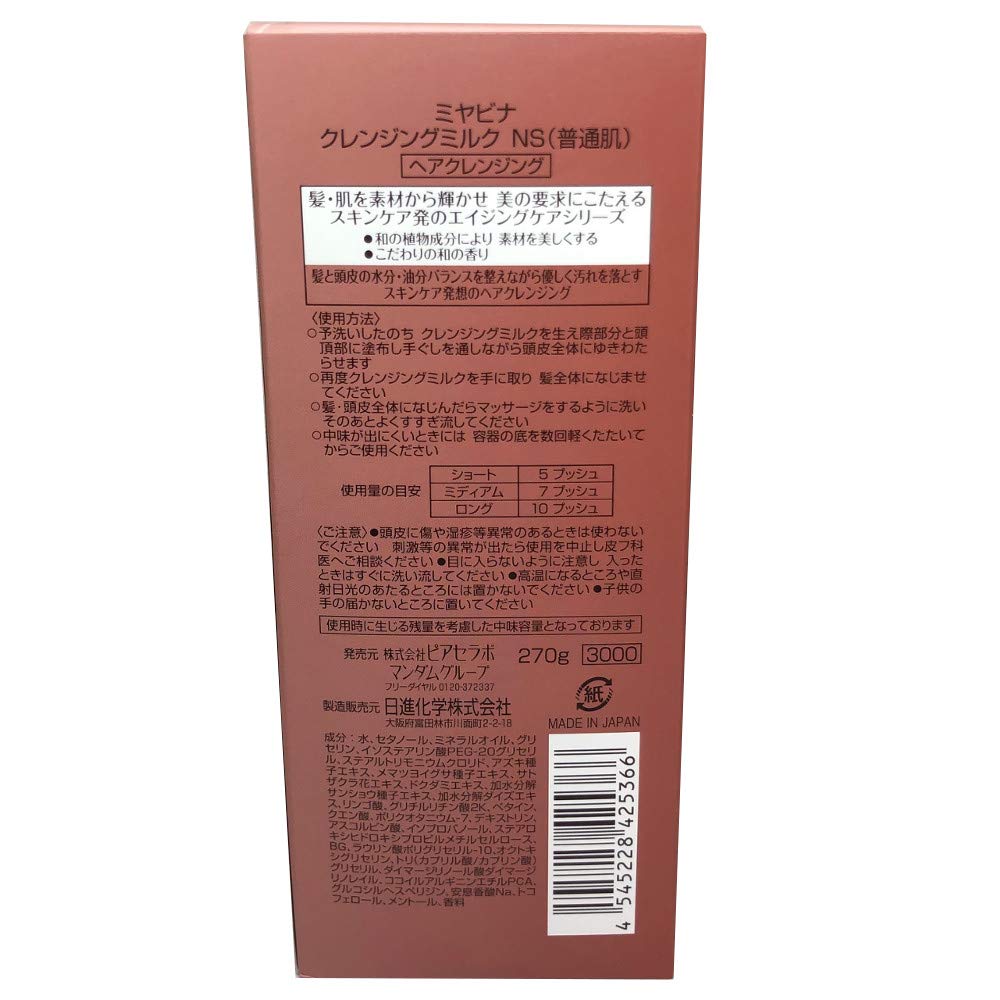 ミヤビナ
クレンジングミルク NS(普通肌)
ヘアクレンジング
髪・肌を素材から輝かせ 美の要求にこたえる
スキンケア発のエイジングケアシリーズ
●和の植物成分により 素材を美しくする
●こだわりの和の香り
髪と頭皮の水分・油分バランスを整えながら優しく汚れを落とす
スキンケア発想のヘアクレンジング
〈使用方法〉
○予洗いしたのち クレンジングミルクを生え際部分と頭
頂部に塗布し手ぐしを通しながら頭皮全体にゆきわた
らせます
○再度クレンジングミルクを手に取り 髪全体になじませ
てください
○髪・頭皮全体になじんだらマッサージをするように洗い
そのあとよくすすぎ流してください
○中味が出にくいときには 容器の底を数回軽くたたいて
からご使用ください
使用量の目安
ショート 5 プッシュ
ミディアム 7 プッシュ
ロング 10 プッシュ
〈ご注意〉●頭皮に傷や湿疹等異常のあるときは使わない
でください 刺激等の異常が出たら使用を中止し皮フ科
医へご相談ください ●目に入らないように注意し 入った
ときはすぐに洗い流してください ●高温になるところや直
射日光のあたるところには置かないでください ●子供の
手の届かないところに置いてください
使用時に生じる残量を考慮した中味容量となっております
発売元 株式会社ピアセラボ 270g 3000
マンダムグループ
フリーダイヤル 0120-372337
製造販売元 日進化学株式会社
大阪府富田林市川面町2-2-18
紙
MADE IN JAPAN
成分:水、セタノール、ミネラルオイル、グリ
セリン、イソステアリン酸PEG-20グリセリ
ル、ステアルトリモニウムクロリド、アズキ種
子エキス、メマツヨイグサ種子エキス、サト
ザクラ花エキス、ドクダミエキス、加水分解
サンショウ種子エキス、加水分解ダイズエキ
ス、リンゴ酸、グリチルリチン酸2K、ベタイン、
クエン酸、ポリクオタニウム-7、デキストリン、
アスコルビン酸、イソプロパノール、ステアロ
キシヒドロキシプロピルメチルセルロース、
BG、ラウリン酸ポリグリセリル-10、オクトキ
シグリセリン、トリ(カプリル酸/カプリン酸)
グリセリル、ダイマージリノール酸ダイマージ
リノレイル、ココイルアルギニンエチルPCA、
グルコシルヘスペリジン、安息香酸Na、トコ
フェロール、メントール、香料
4 545228 425366